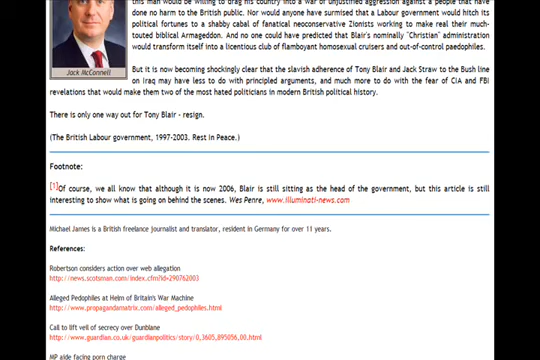 this man would be willing to drag his country into a war of unjustified aggression against a people that have
done no harm to the British public. Nor would anyone have surmised that a Labour government would hitch its
political fortunes to a shabby cabal of fanatical neoconservative Zionists working to make real their much-
touted biblical Armageddon. And no one could have predicted that Blair's nominally "Christian" administration
would transform itself into a licentious club of flamboyant homosexual cruisers and out-of-control paedophiles.
Jack McConnell
But it is now becoming shockingly clear that the slavish adherence of Tony Blair and Jack Straw to the Bush line
on Iraq may have less to do with principled arguments, and much more to do with the fear of CIA and FBI
revelations that would make them two of the most hated politicians in modern British political history.
There is only one way out for Tony Blair - resign.
(The British Labour government, 1997-2003. Rest in Peace.)
Footnote:
[1]Of course, we all know that although it is now 2006, Blair is still sitting as the head of the government, but this article is still
interesting to show what is going on behind the scenes. Wes Penre, www.illuminati-news.com
Michael James is a British freelance journalist and translator, resident in Germany for over 11 years.
References:
Robertson considers action over web allegation
http://news.scotsman.com/index.cfm?id=290762003
Alleged Pedophiles at Helm of Britain's War Machine
http://www.propagandamatrix.com/alleged_pedophiles.html
Call to lift veil of secrecy over Dunblane
http://www.guardian.co.uk/guardianpolitics/story/0,3605,895056,00.html
MP aide facing porn charge